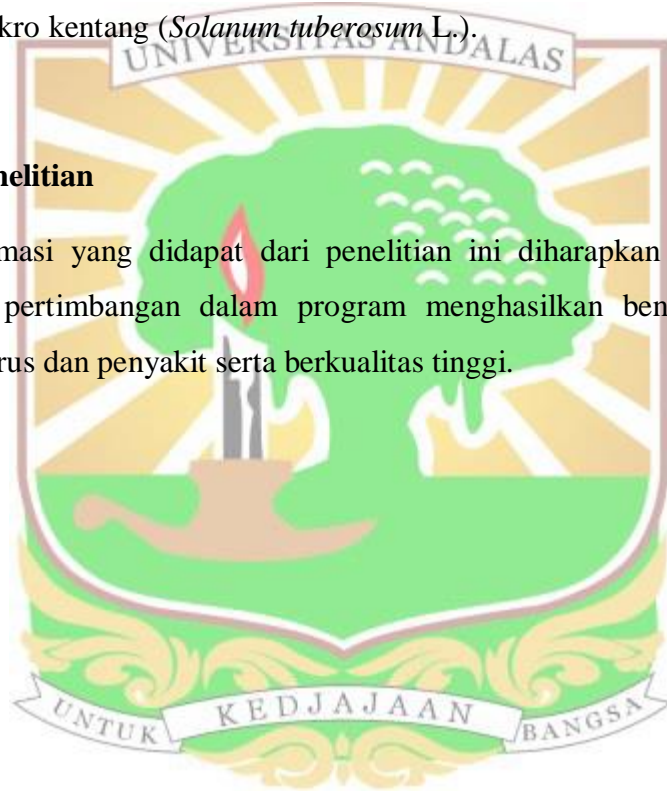 kro kentang (Solanum tuberosum L.).
UNIVERSITAS ANDALAS
nelitian
masi yang didapat dari penelitian ini diharapkan
pertimbangan dalam program menghasilkan ben
rus dan penyakit serta berkualitas tinggi.
UNTUK KEDJAJAAN BANGSA